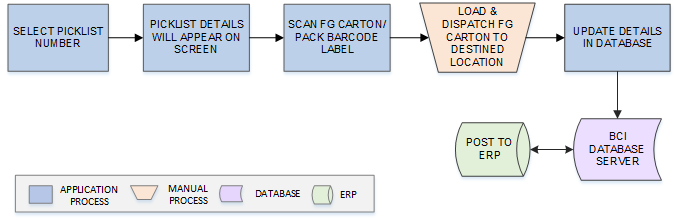 SELECT PICKLIST
NUMBER
PICKLIST DETAILS
WILL APPEAR ON
SCREEN
SCAN FG CARTON/
PACK BARCODE
LABEL
LOAD &
DISPATCH FG
CARTON TO
DESTINED
LOCATION
UPDATE DETAILS
IN DATABASE
POST TO
ERP
BCI
DATABASE
SERVER
APPLICATION
PROCESS
MANUAL
PROCESS
DATABASE
ERP